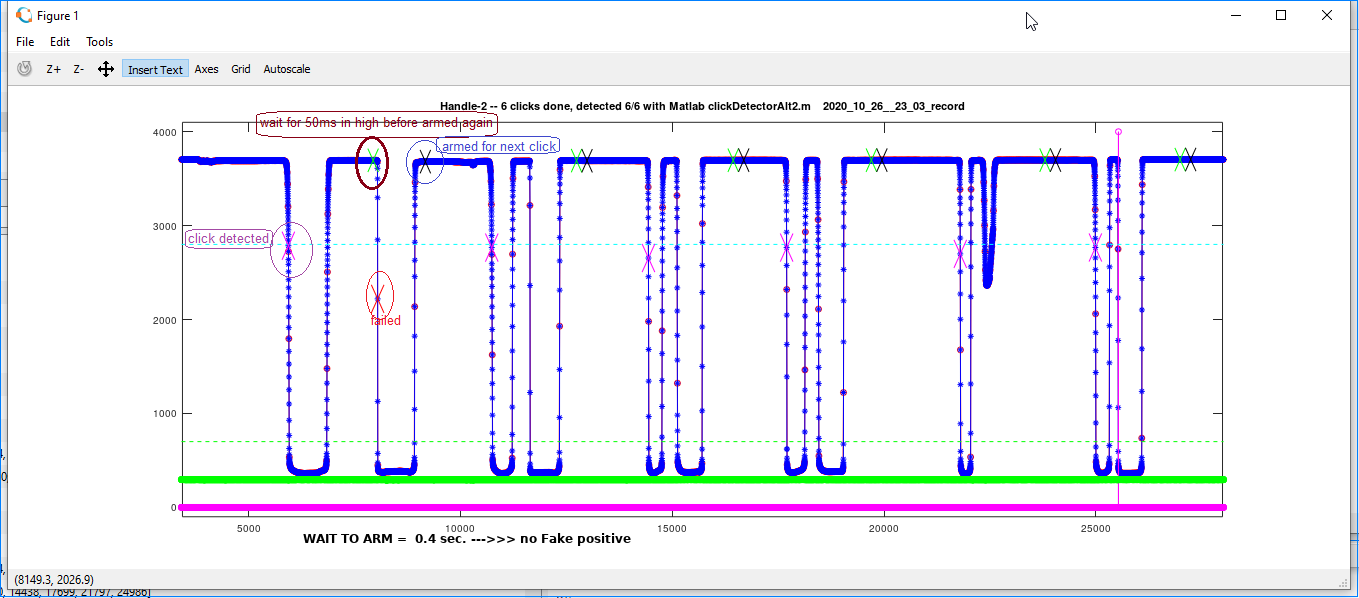 Figure 1
File Edit Tools
Z+ Z- Insert Text Axes Grid Autoscale
Handle-2 -- 6 clicks done, detected 6/6 with Matlab clickDetectorAlt2.m 2020_10_26__23_03_record
wait for 50ms in high before armed again
armed for next click
click detected
failed
4000
3000
2000
1000
0
5000 10000 15000 20000 25000
WAIT TO ARM = 0.4 sec. --->>> no Fake positive
(8149.3, 2026.9)
14438, 17699, 21797, 24986]